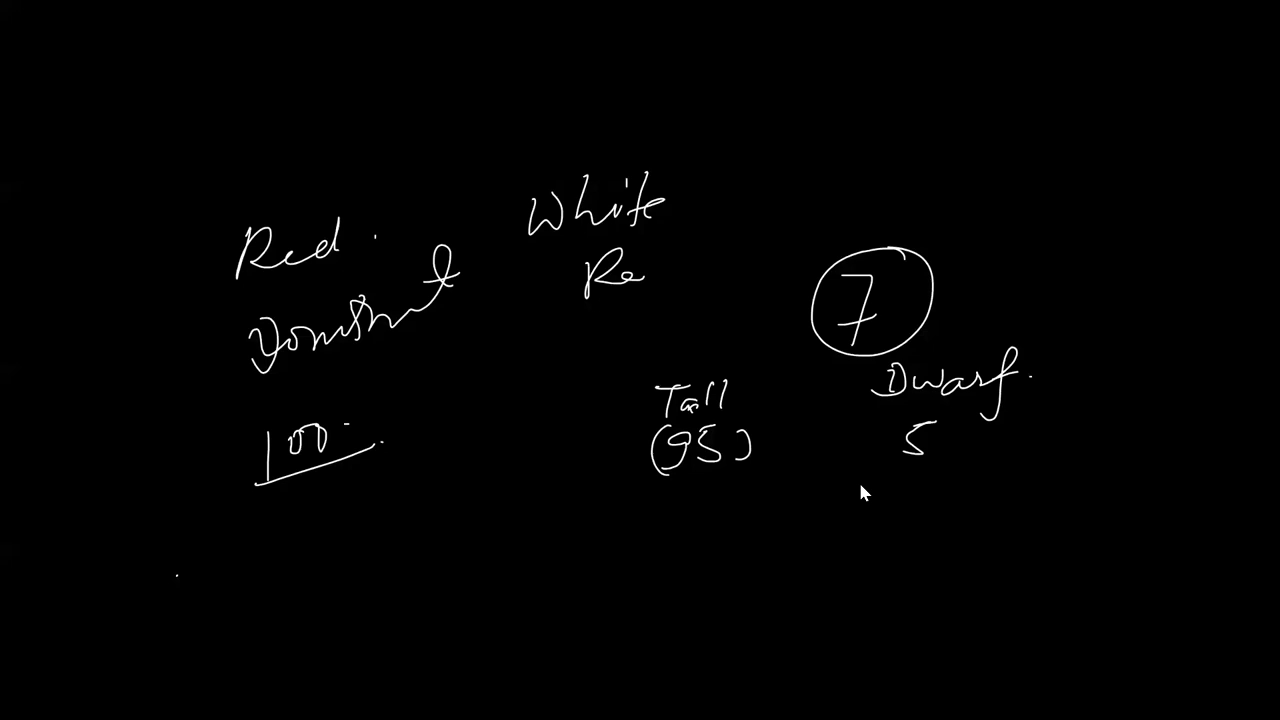 White
Red.
Re
Dominant
7
Dwarf.
Tall
100
(95)
5